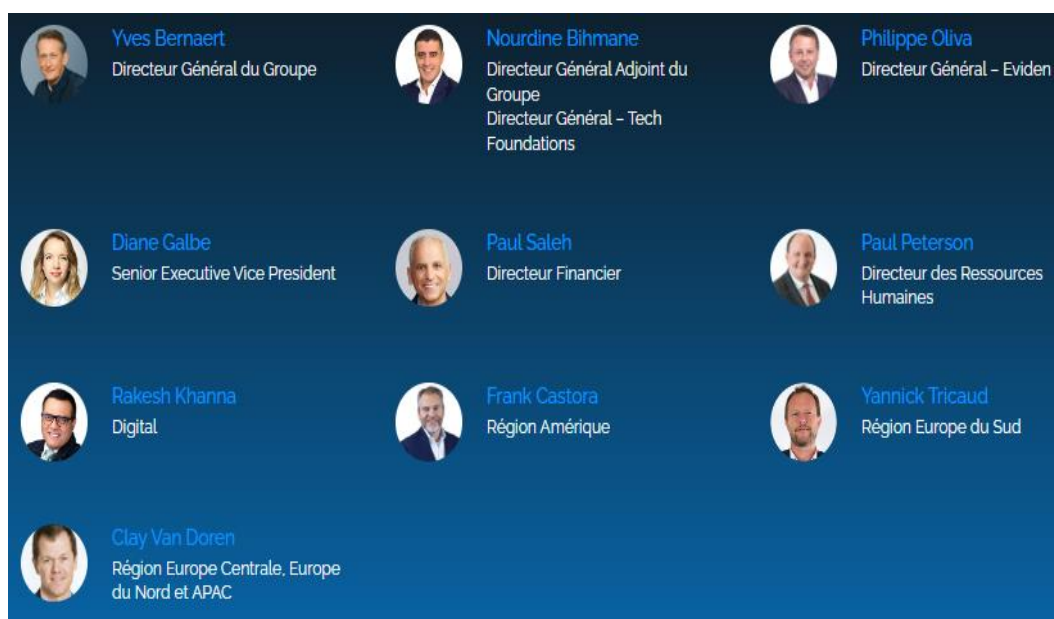 Yves Bernaert
Directeur Général du Groupe
Nourdine Bihmane
Directeur Général Adjoint du
Groupe
Directeur Général – Tech
Foundations
Philippe Oliva
Directeur Général – Eviden
Diane Galbe
Senior Executive Vice President
Paul Saleh
Directeur Financier
Paul Peterson
Directeur des Ressources
Humaines
Rakesh Khanna
Digital
Frank Castora
Région Amérique
Yannick Tricaud
Région Europe du Sud
Clay Van Doren
Région Europe Centrale, Europe
du Nord et APAC